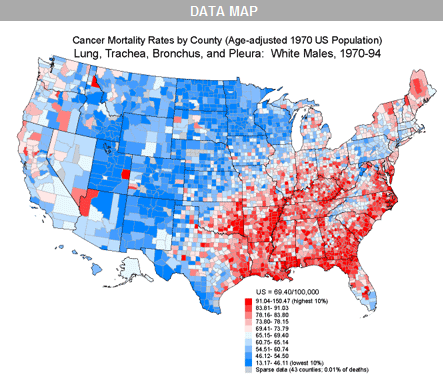 DATA MAP
Cancer Mortality Rates by County (Age-adjusted 1970 US Population)
Lung, Trachea, Bronchus, and Pleura: White Males, 1970-94
US = 69.40/100,000
91.04-150.47 (highest 10%)
83.81- 91.03
78.16- 83.80
73.80- 78.15
69.41- 73.79
65.15- 69.40
60.75- 65.14
54.51- 60.74
46.12- 54.50
13.17- 46.11 (lowest 10%)
Sparse data (43 counties: 0.01% of deaths)